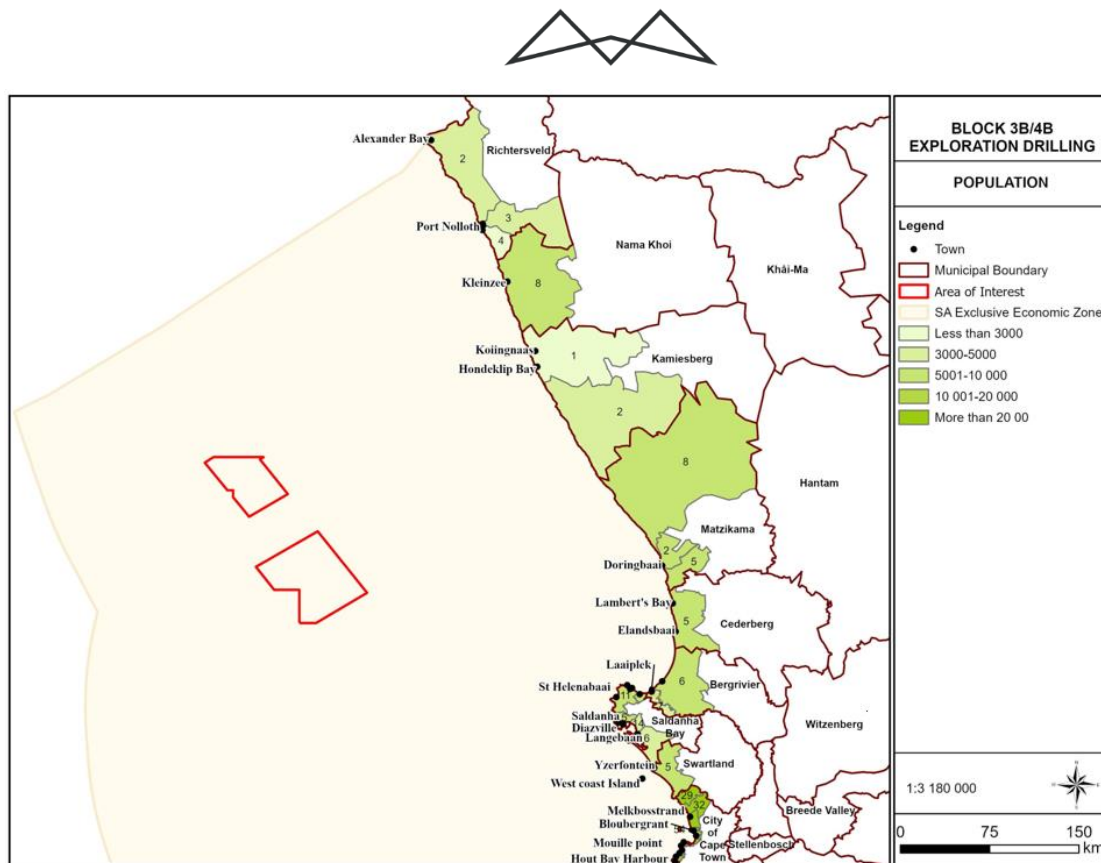 BLOCK 3B/4B
EXPLORATION DRILLING
POPULATION
Legend
Town
Municipal Boundary
Area of Interest
SA Exclusive Economic Zone
Less than 3000
3000-5000
5001-10 000
10 001-20 000
More than 20 00
1:3 180 000
0 75 150
km
Alexander Bay
Richtersveld
2
3
Port Nolloth
4
Nama Khoi
Khâi-Ma
Kleinzee
8
Koiingnaas
1
Kamiesberg
Hondeklip Bay
2
8
Hantam
Matzikama
2
5
Doringbaai
Lambert's Bay
5
Cederberg
Elandsbaai
Laaiplek
6
Bergrivier
St Helenabaai
11
Witzenberg
Saldanha
Diazville
14
Saldanha
Bay
Langebaan
6
Yzerfontein
5
Swartland
West coast Island
29
32
Melkbosstrand
Bloubergrant
City
of
Cape
Town
Breede Valley
Mouille point
Stellenbosch
Hout Bay Harbour